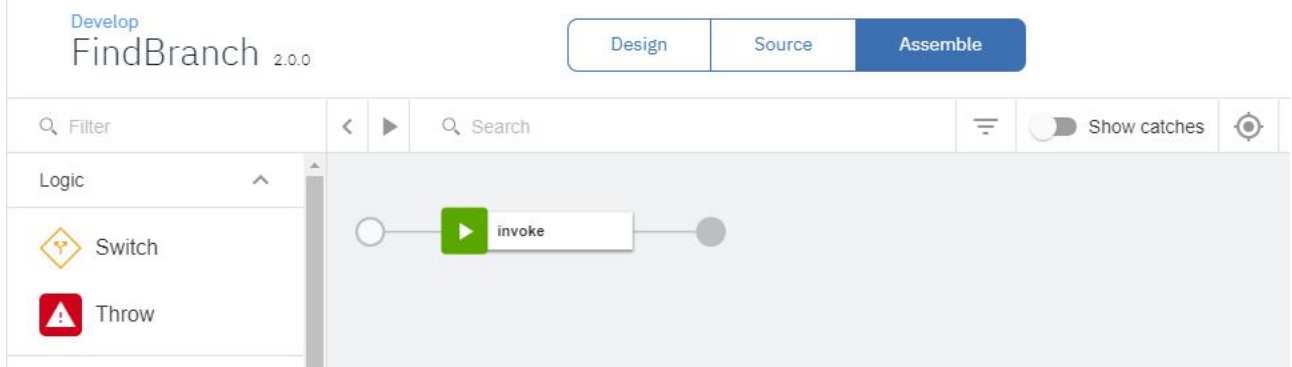 Develop
FindBranch 2.0.0
Design Source Assemble
Filter
Search
Show catches
Logic
invoke
Switch
Throw